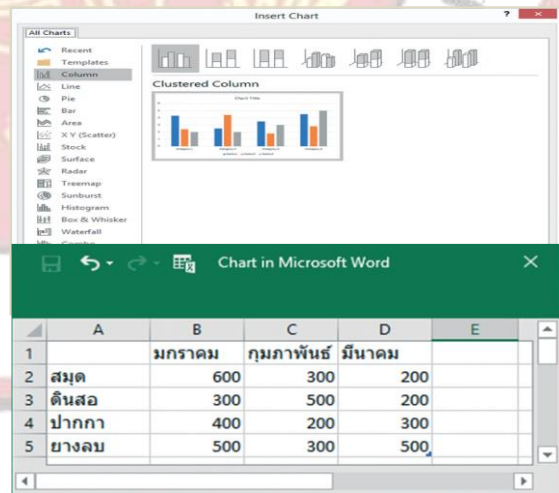 Insert Chart ? ×
All Charts
Recent
Templates
Column
Line
Pie
Bar
Area
X Y (Scatter)
Stock
Surface
Radar
Treemap
Sunburst
Histogram
Box & Whisker
Waterfall
Clustered Column
Chart Title
Chart in Microsoft Word
A B C D E
1 มกราคม กุมภาพันธ์ มีนาคม
2 สมุด 600 300 200
3 ดินสอ 300 500 200
4 ปากกา 400 200 300
5 ยางลบ 500 300 500